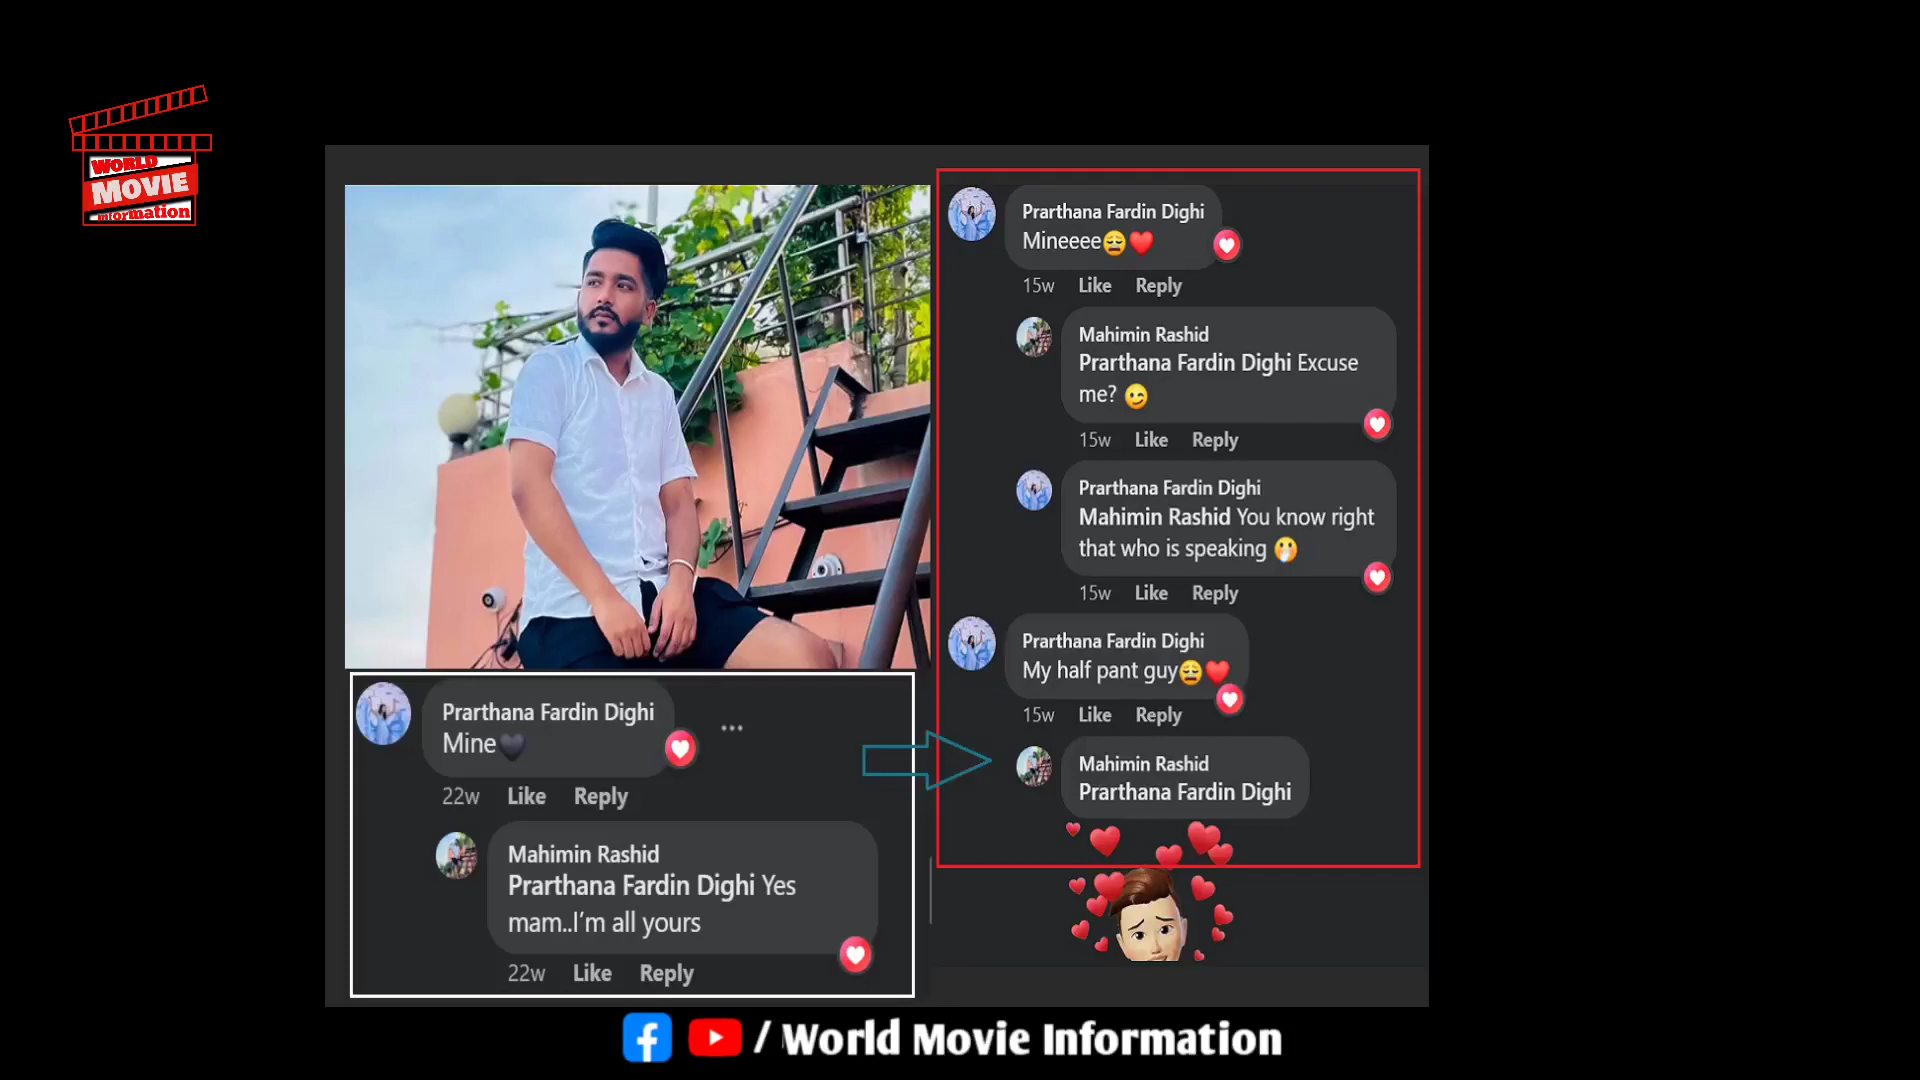 WORLD
MOVIE
Information
Prarthana Fardin Dighi
Mine🖤
22w Like Reply
Mahimin Rashid
Prarthana Fardin Dighi Yes
mam..I'm all yours
22w Like Reply
Prarthana Fardin Dighi
Mineeee😩❤️
15w Like Reply
Mahimin Rashid
Prarthana Fardin Dighi Excuse
me? 😉
15w Like Reply
Prarthana Fardin Dighi
Mahimin Rashid You know right
that who is speaking 🤫
15w Like Reply
Prarthana Fardin Dighi
My half pant guy😩❤️
15w Like Reply
Mahimin Rashid
Prarthana Fardin Dighi
/ World Movie Information